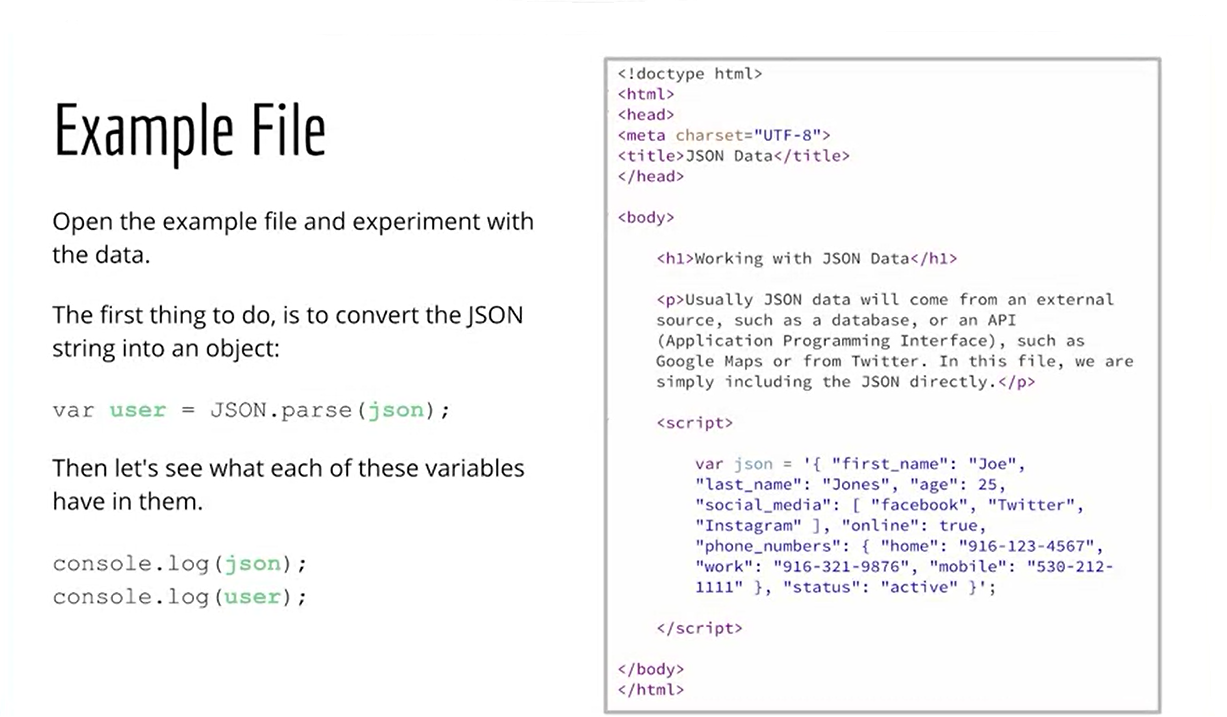 Example File
Open the example file and experiment with
the data.
The first thing to do, is to convert the JSON
string into an object:
var user = JSON.parse(json);
Then let's see what each of these variables
have in them.
console.log(json);
console.log(user);
<!doctype html>
<html>
<head>
<meta charset="UTF-8">
<title>JSON Data</title>
</head>
<body>
<h1>Working with JSON Data</h1>
<p>Usually JSON data will come from an external
source, such as a database, or an API
(Application Programming Interface), such as
Google Maps or from Twitter. In this file, we are
simply including the JSON directly.</p>
<script>
var json = '{ "first_name": "Joe",
"last_name": "Jones", "age": 25,
"social_media": [ "facebook", "Twitter",
"Instagram" ], "online": true,
"phone_numbers": { "home": "916-123-4567",
"work": "916-321-9876", "mobile": "530-212-
1111" }, "status": "active" }';
</script>
</body>
</html>